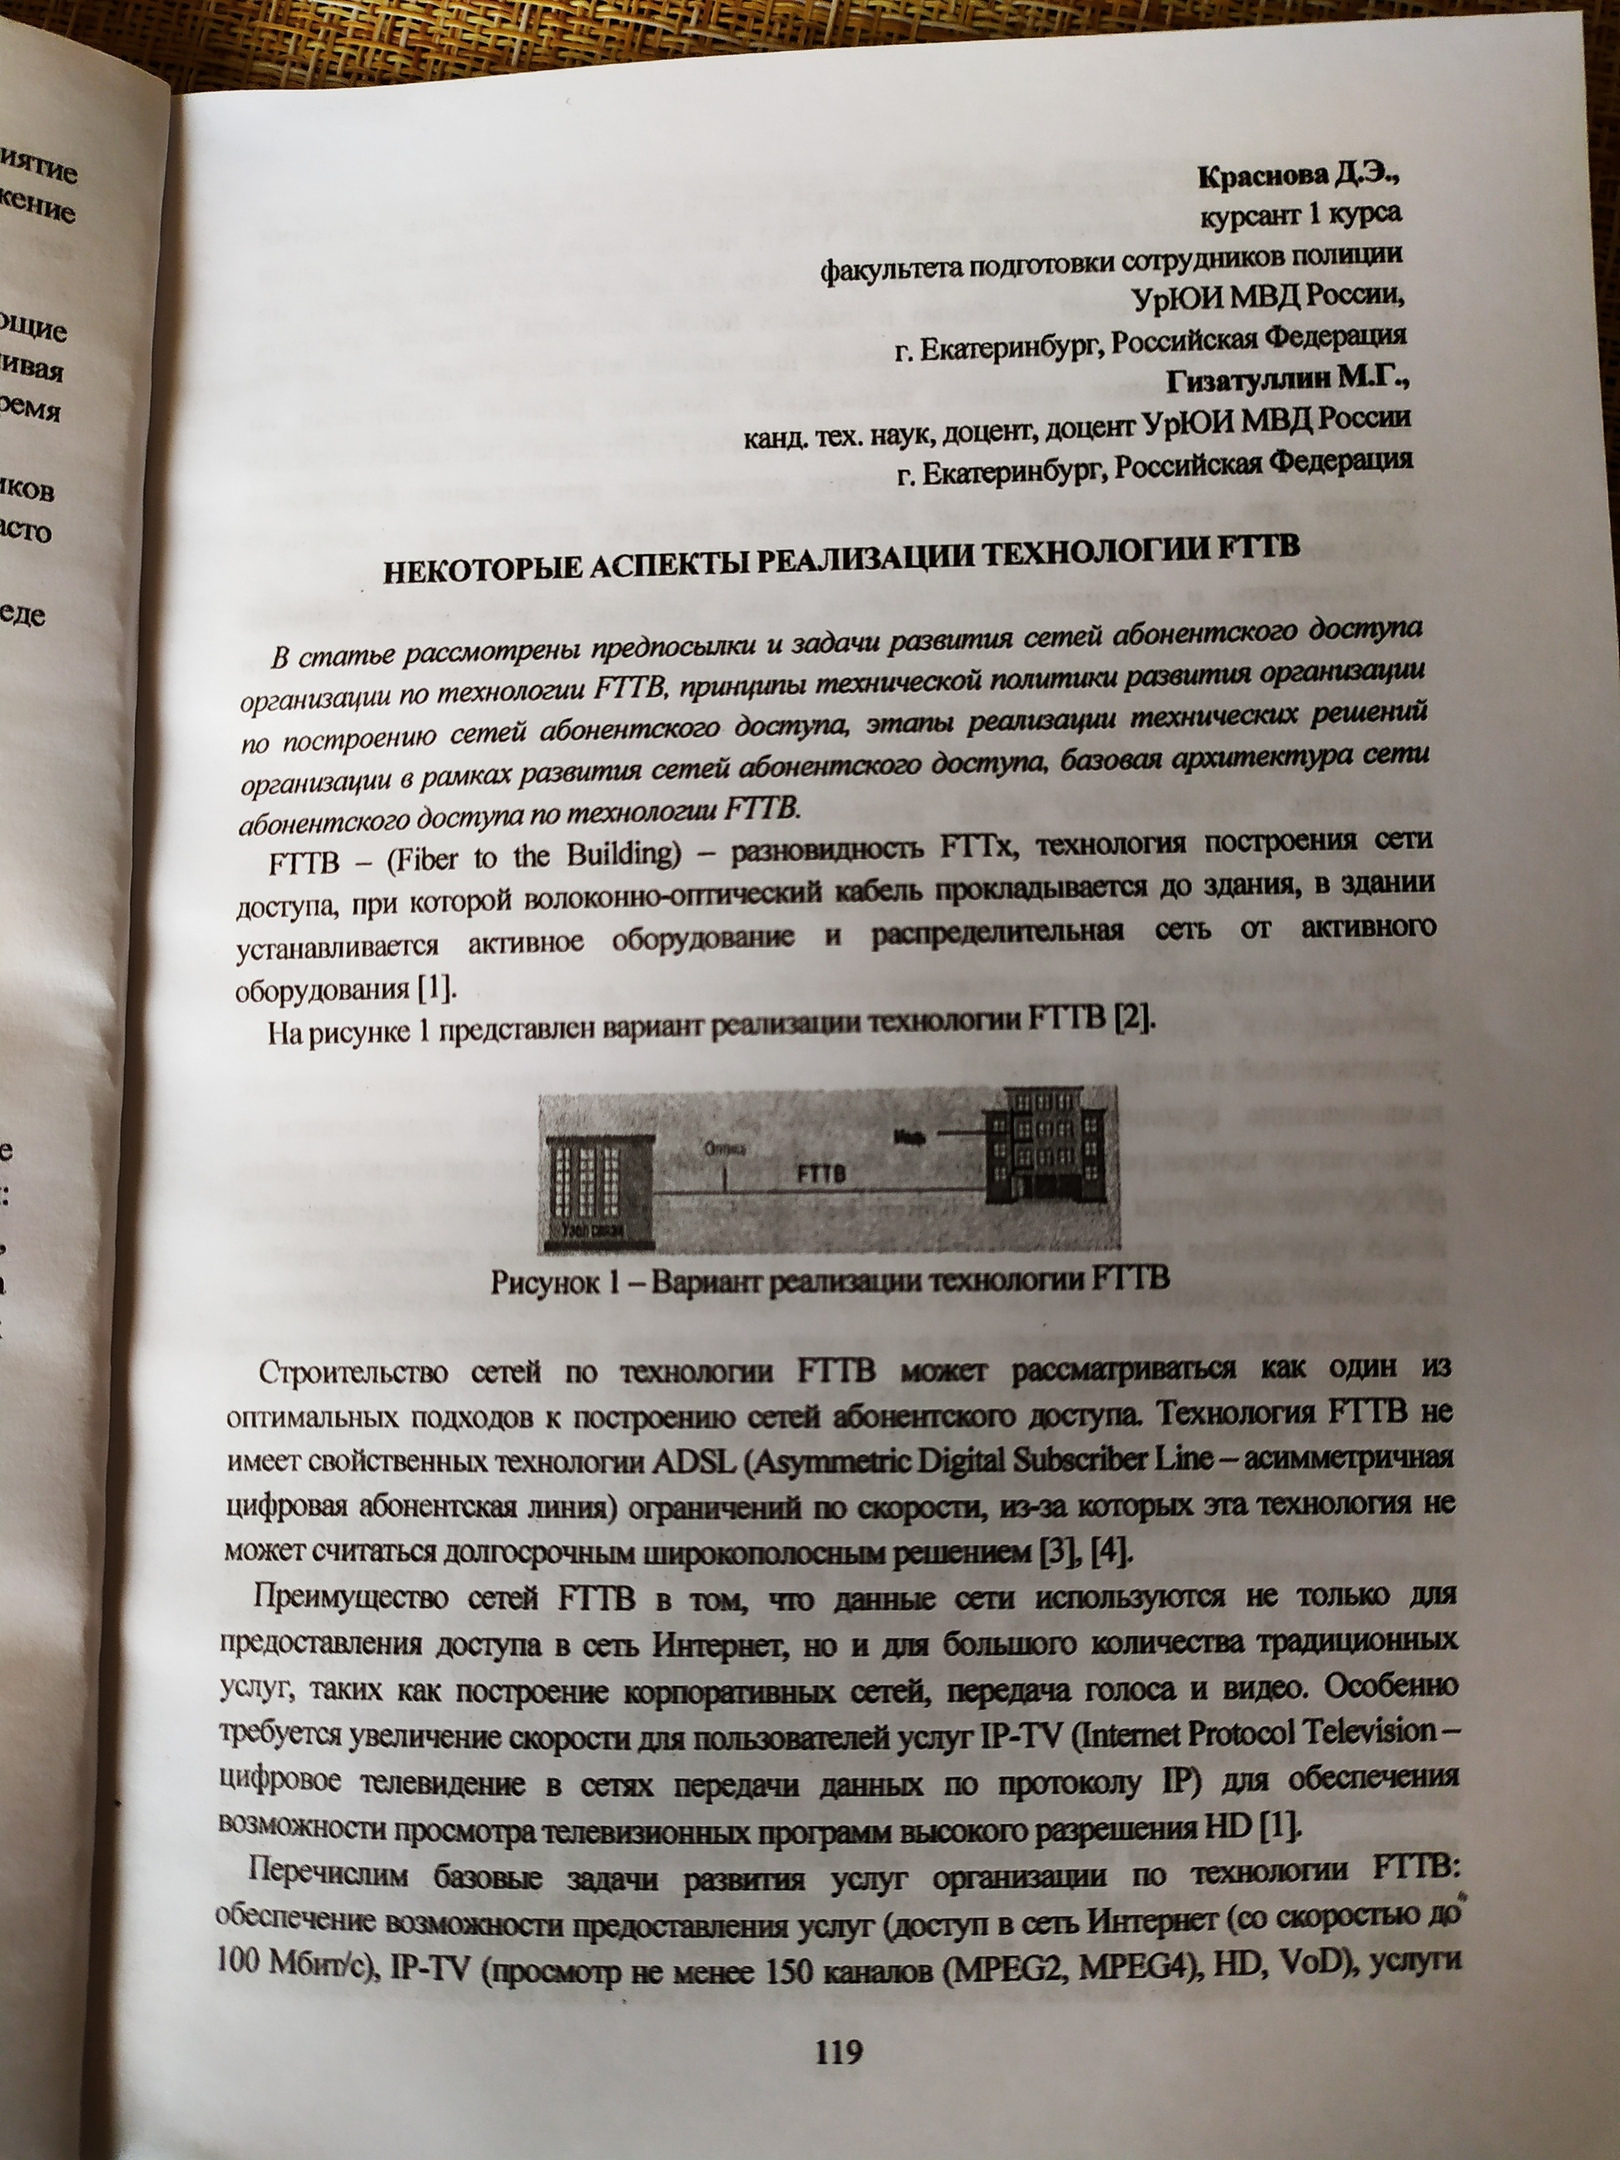 иятие
жение
ющие
ивая
ремя
иков
асто
еде
Краснова Д.Э.,
курсант 1 курса
факультета подготовки сотрудников полиции
УрЮИ МВД России,
г. Екатеринбург, Российская Федерация
Гизатуллин М.Г.,
канд. тех. наук, доцент, доцент УрЮИ МВД России
г. Екатеринбург, Российская Федерация
НЕКОТОРЫЕ АСПЕКТЫ РЕАЛИЗАЦИИ ТЕХНОЛОГИИ FTTB
В статье рассмотрены предпосылки и задачи развития сетей абонентского доступа
организации по технологии FTTB, принципы технической политики развития организации
по построению сетей абонентского доступа, этапы реализации технических решений
организации в рамках развития сетей абонентского доступа, базовая архитектура сети
абонентского доступа по технологии FTTB.
FTTB – (Fiber to the Building) – разновидность FTTx, технология построения сети
доступа, при которой волоконно-оптический кабель прокладывается до здания, в здании
устанавливается активное оборудование и распределительная сеть от активного
оборудования [1].
На рисунке 1 представлен вариант реализации технологии FTTB [2].
Оптика
Медь
FTTB
Узел связи
Рисунок 1 – Вариант реализации технологии FTTB
Строительство сетей по технологии FTTB может рассматриваться как один из
оптимальных подходов к построению сетей абонентского доступа. Технология FTTB не
имеет свойственных технологии ADSL (Asymmetric Digital Subscriber Line – асимметричная
цифровая абонентская линия) ограничений по скорости, из-за которых эта технология не
может считаться долгосрочным широкополосным решением [3], [4].
Преимущество сетей FTTB в том, что данные сети используются не только для
предоставления доступа в сеть Интернет, но и для большого количества традиционных
услуг, таких как построение корпоративных сетей, передача голоса и видео. Особенно
требуется увеличение скорости для пользователей услуг IP-TV (Internet Protocol Television –
цифровое телевидение в сетях передачи данных по протоколу IP) для обеспечения
возможности просмотра телевизионных программ высокого разрешения HD [1].
Перечислим базовые задачи развития услуг организации по технологии FTTB:
обеспечение возможности предоставления услуг (доступ в сеть Интернет (со скоростью до
100 Мбит/с), IP-TV (просмотр не менее 150 каналов (MPEG2, MPEG4), HD, VoD), услуги
119